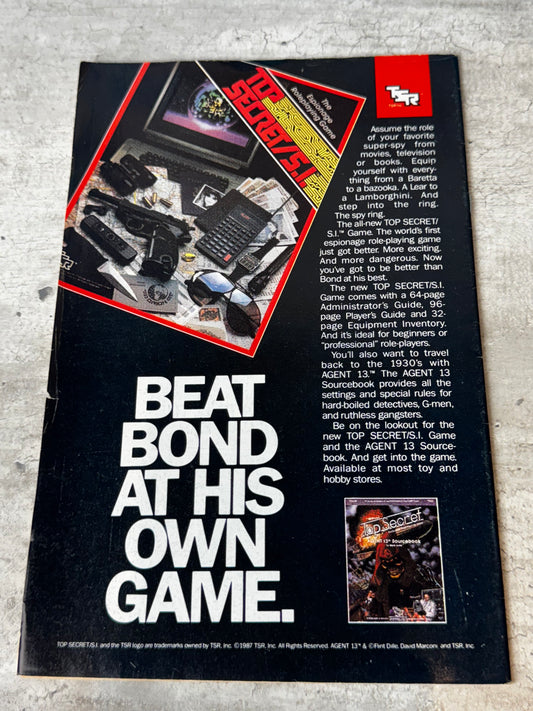 TOP
SECRET/S.I.
The
Espionage
Roleplaying Game
TSR
Assume the role
of your favorite
super-spy from
movies, television
or books. Equip
yourself with every-
thing from a Baretta
to a bazooka. A Lear to
a Lamborghini. And
step into the ring.
The spy ring.
The all-new TOP SECRET/
S.I.™ Game. The world's first
espionage role-playing game
just got better. More exciting.
And more dangerous. Now
you've got to be better than
Bond at his best.
The new TOP SECRET/S.I.
Game comes with a 64-page
Administrator's Guide, 96-
page Player's Guide and 32-
page Equipment Inventory.
And it's ideal for beginners or
"professional" role-players.
You'll also want to travel
back to the 1930's with
AGENT 13.™ The AGENT 13
Sourcebook provides all the
settings and special rules for
hard-boiled detectives, G-men,
and ruthless gangsters.
Be on the lookout for the
new TOP SECRET/S.I. Game
and the AGENT 13 Source-
book. And get into the game.
Available at most toy and
hobby stores.
BEAT
BOND
AT HIS
OWN
GAME.
Top Secret
AGENT 13™ Sourcebook
TOP SECRET/S.I. and the TSR logo are trademarks owned by TSR, Inc. ©1987 TSR, Inc. All Rights Reserved. AGENT 13™ & ©Flint Dille, David Marconi and TSR, Inc.